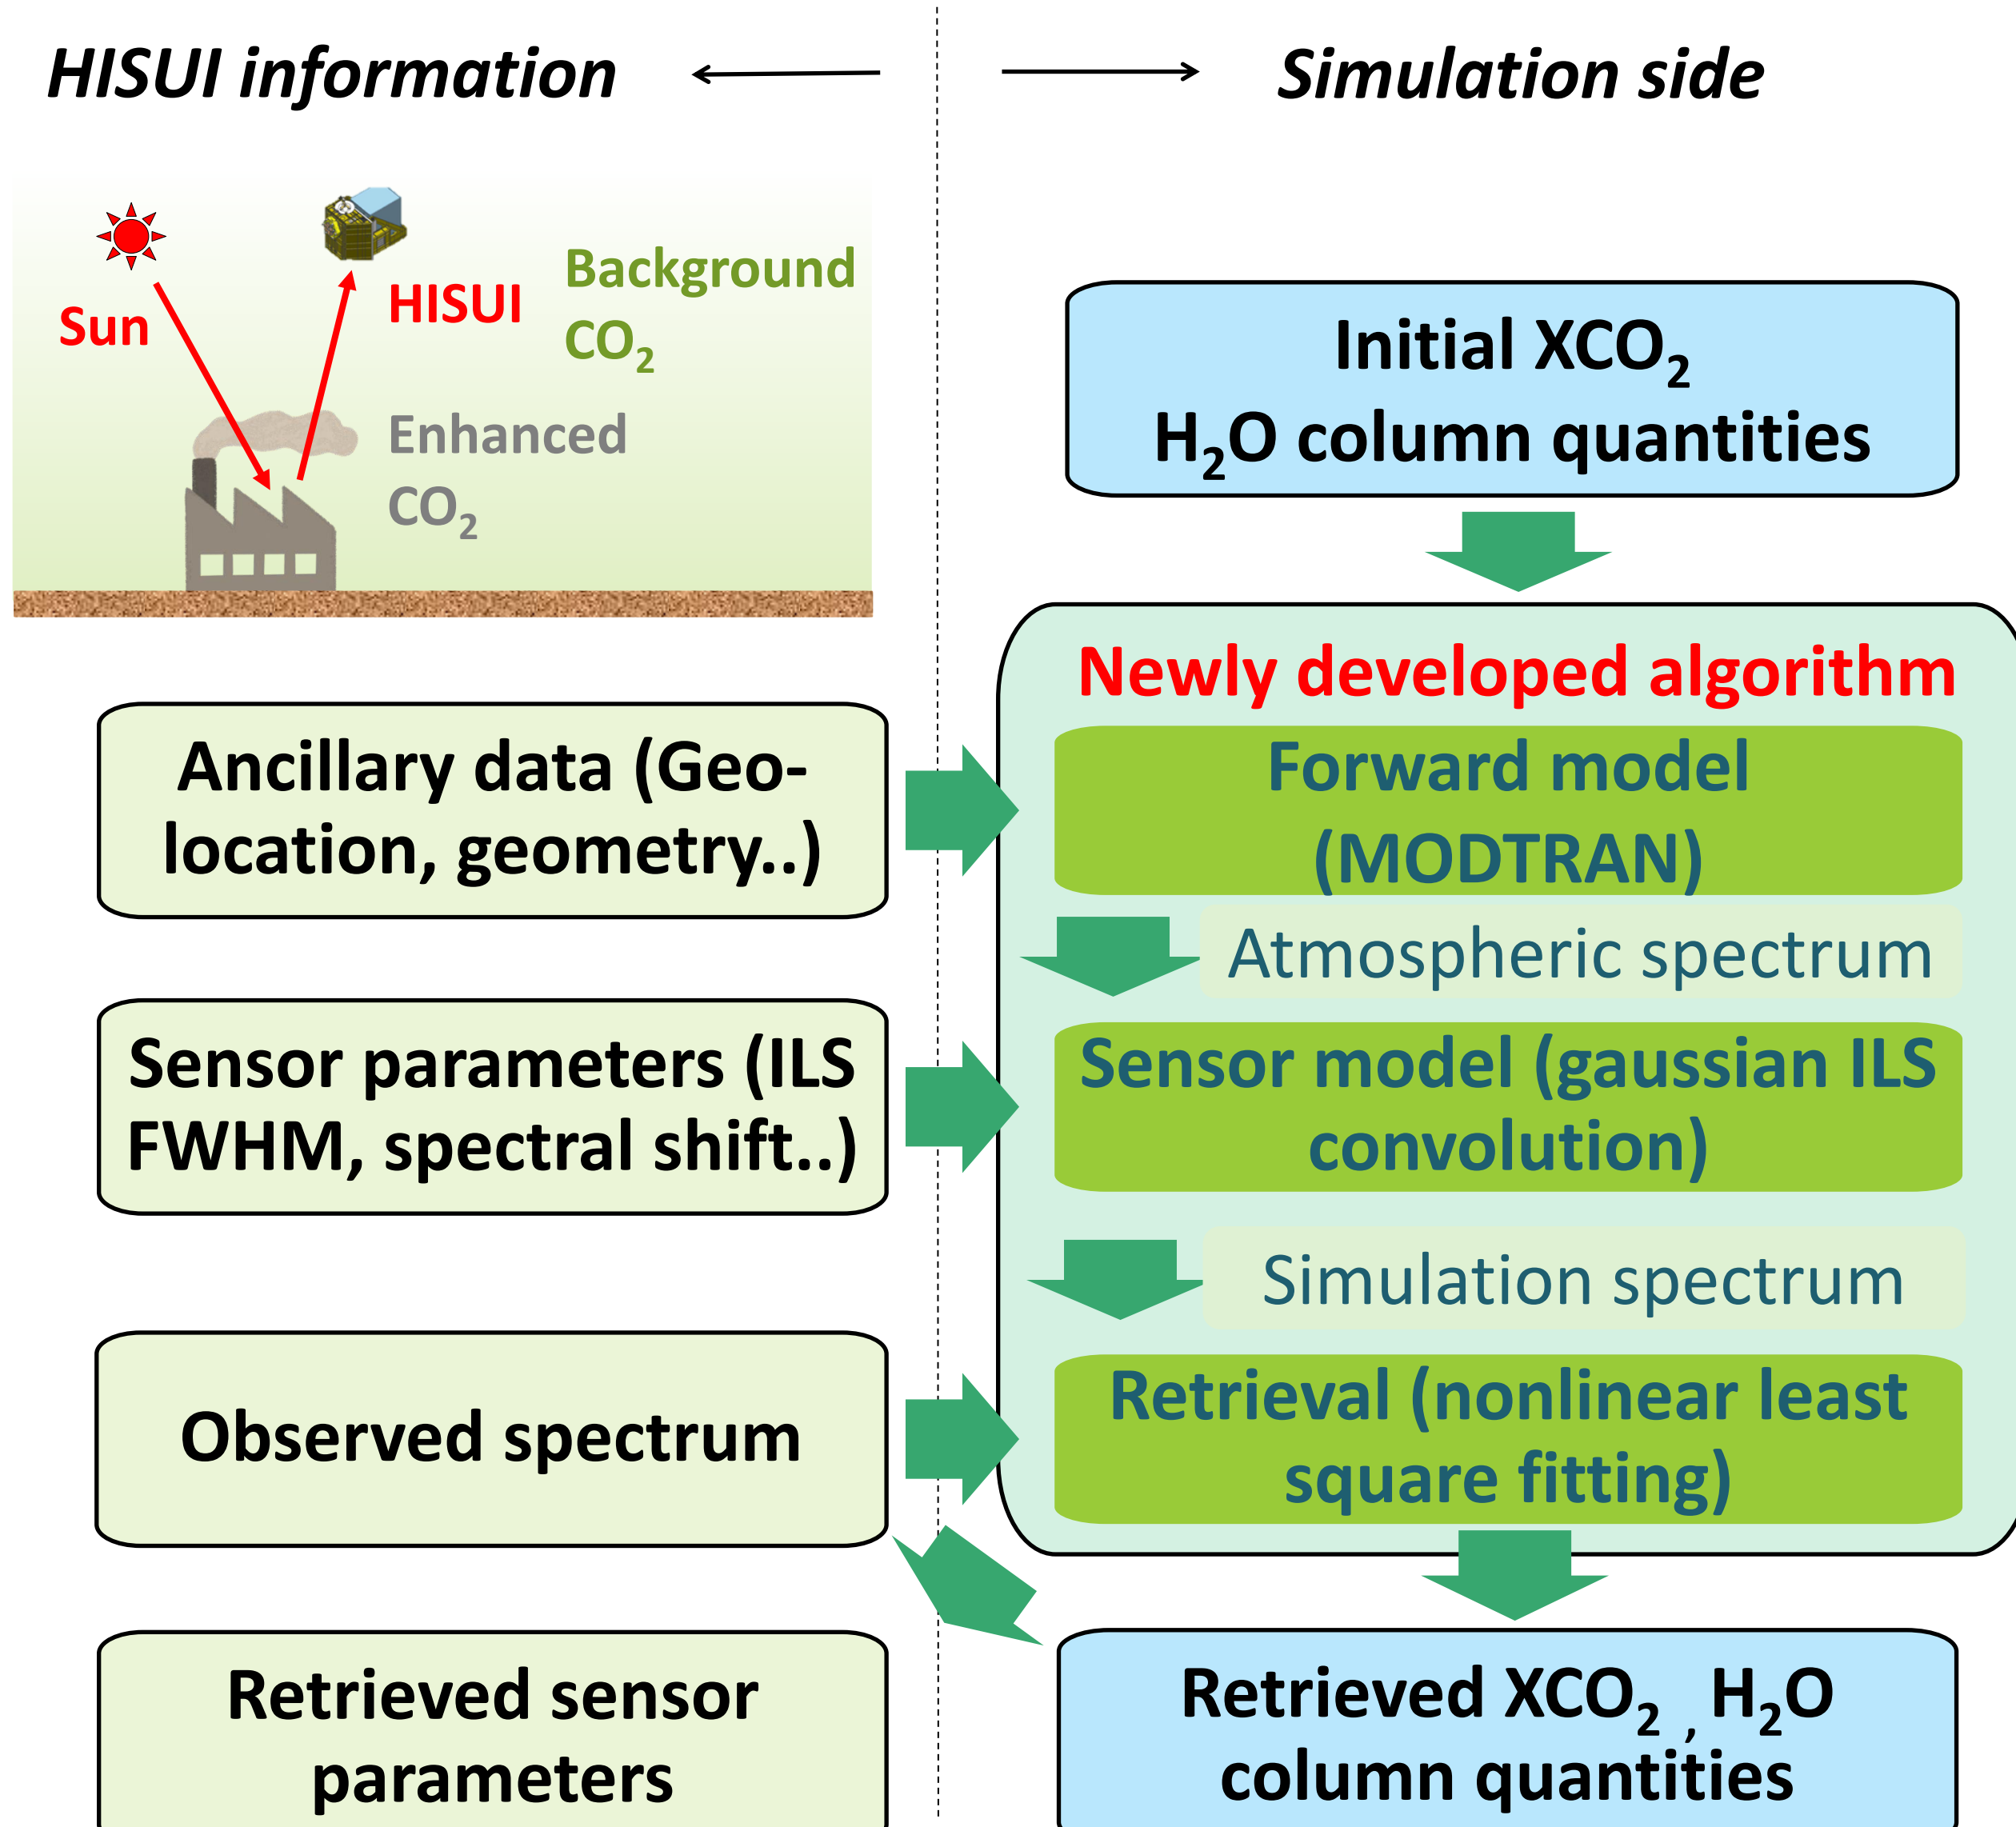 HISUI information
Simulation side
Sun
HISUI
Background
CO₂
Enhanced
CO₂
Initial XCO₂
H₂O column quantities
Newly developed algorithm
Ancillary data (Geo-
location, geometry..)
Forward model
(MODTRAN)
Atmospheric spectrum
Sensor parameters (ILS
FWHM, spectral shift..)
Sensor model (gaussian ILS
convolution)
Simulation spectrum
Observed spectrum
Retrieval (nonlinear least
square fitting)
Retrieved sensor
parameters
Retrieved XCO₂ , H₂O
column quantities